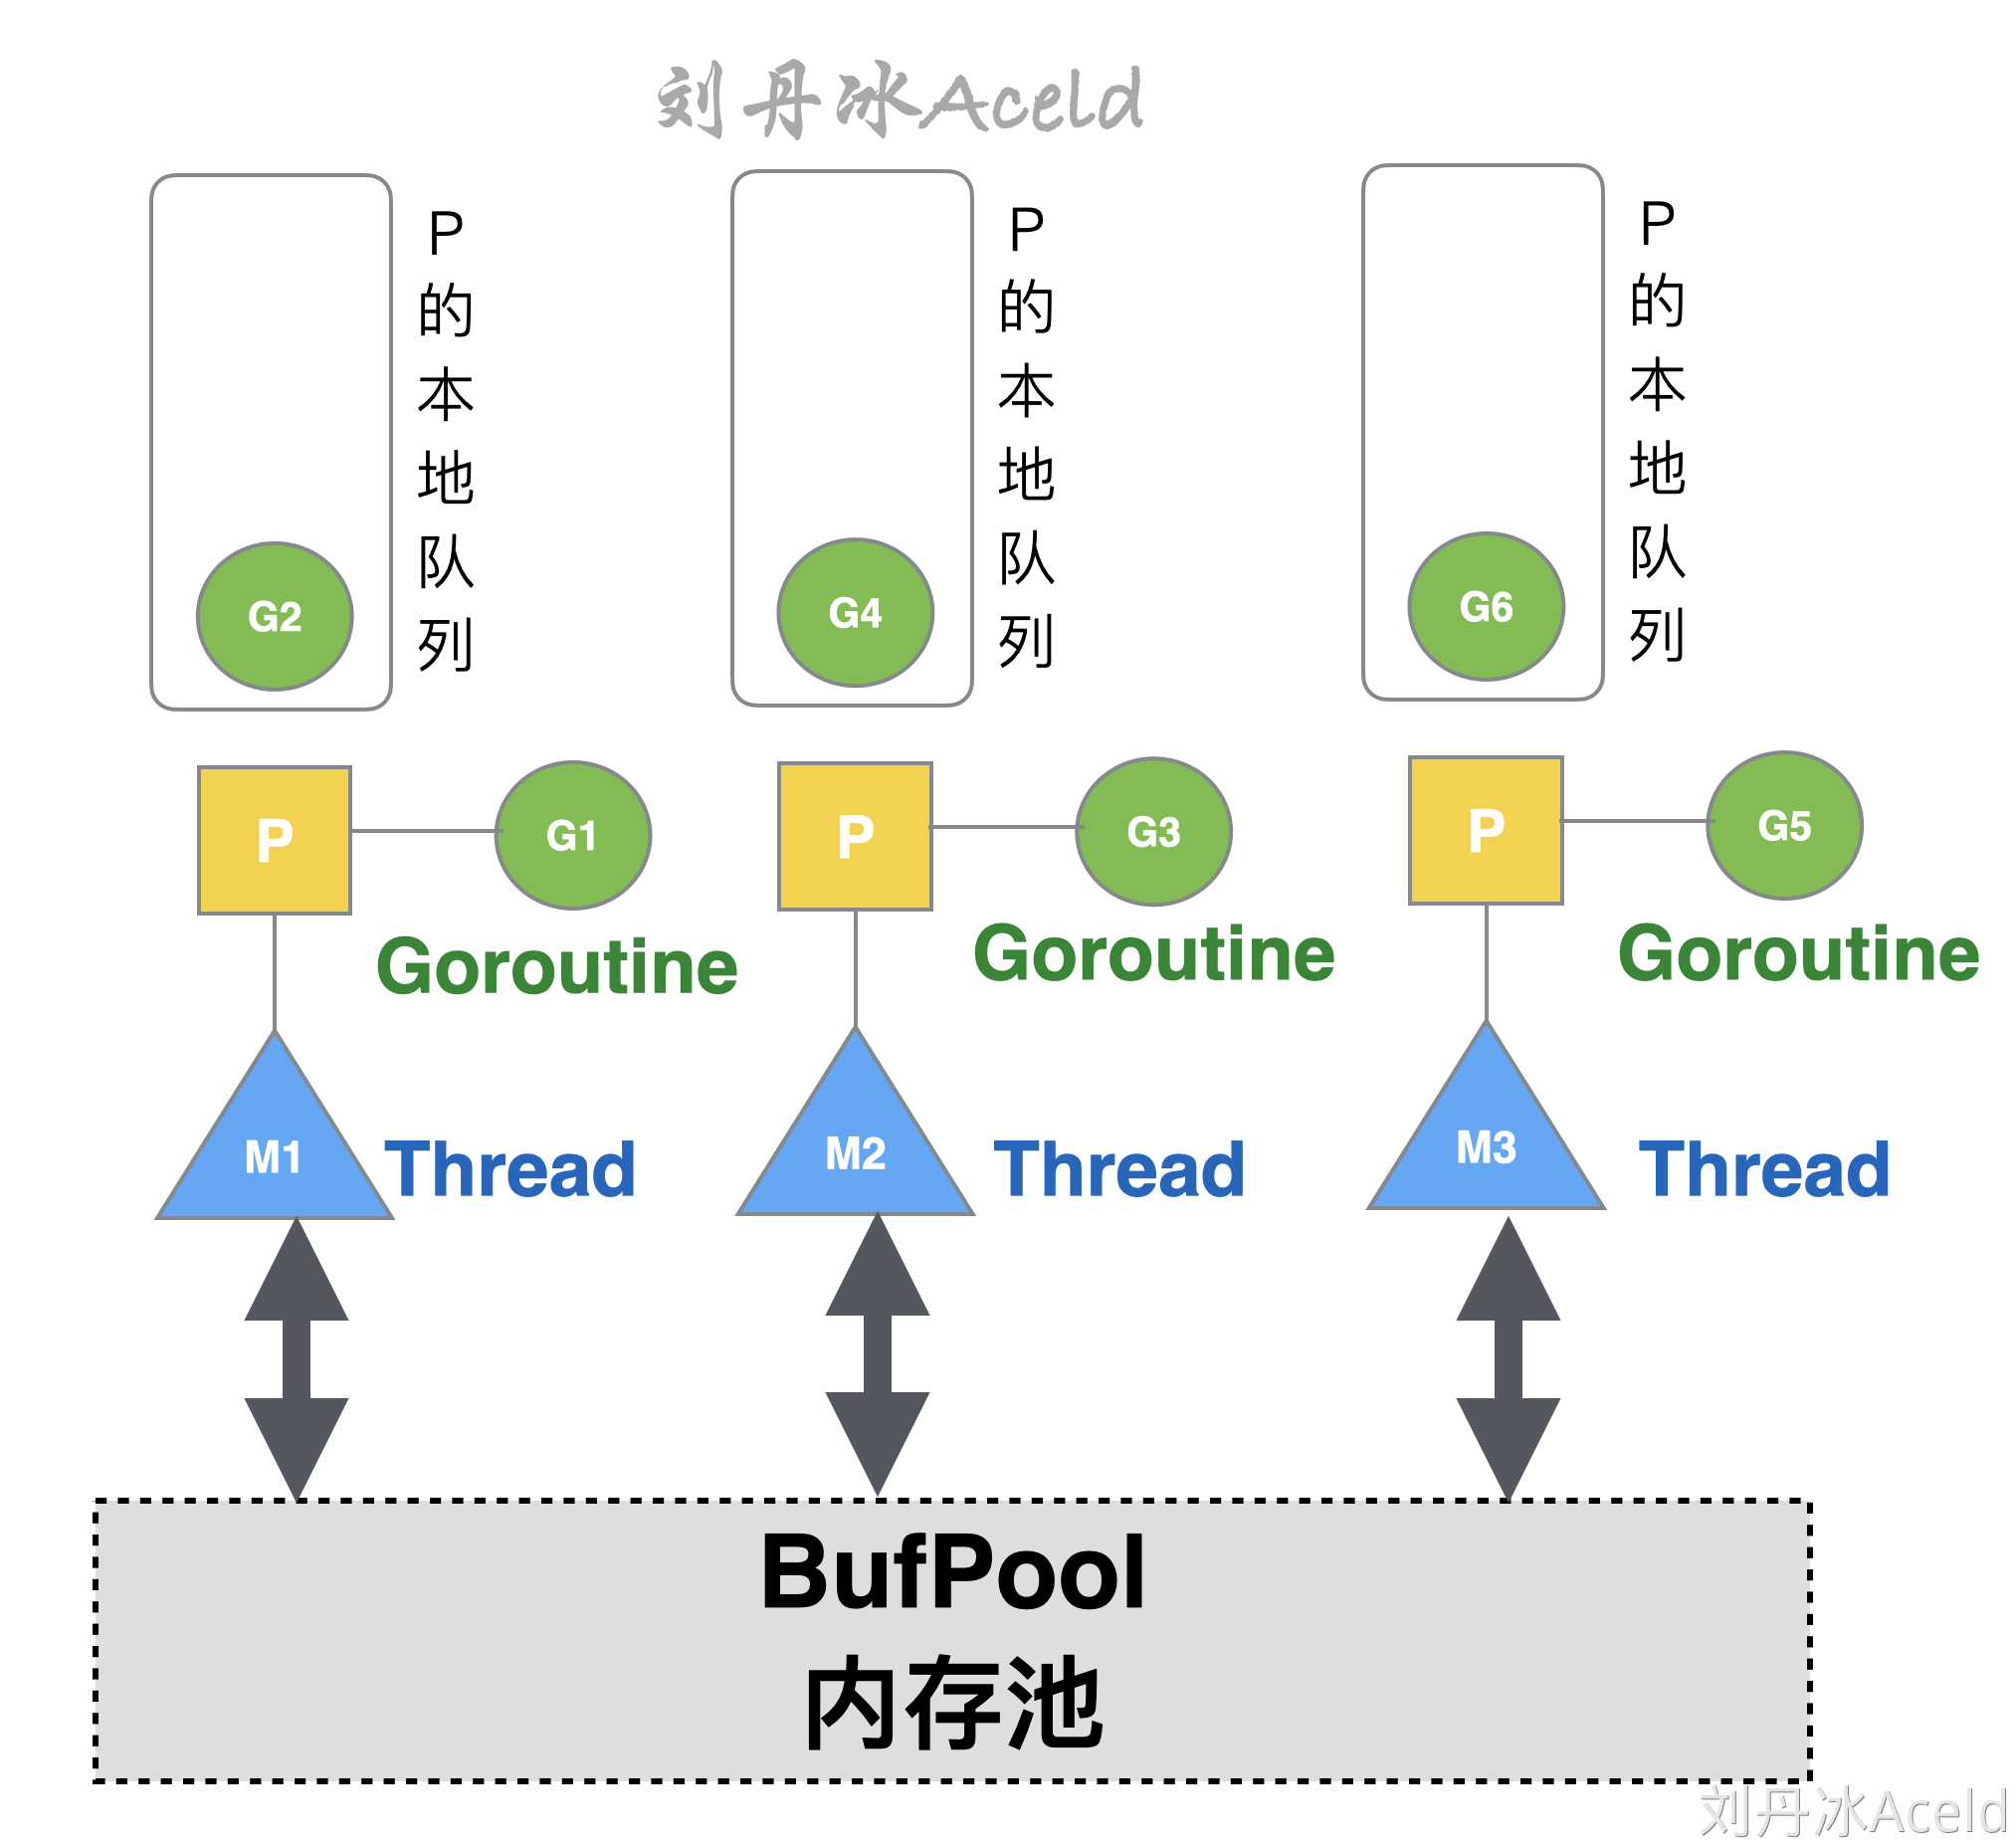 刘丹冰Aceld
P的本地队列
P的本地队列
P的本地队列
G2
G4
G6
P
G1
P
G3
P
G5
Goroutine
Goroutine
Goroutine
M1
Thread
M2
Thread
M3
Thread
BufPool
内存池
刘丹冰Aceld